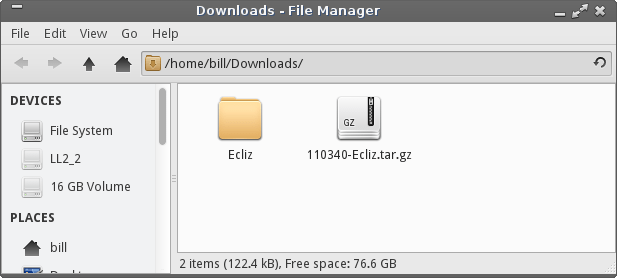 Downloads - File Manager
File Edit View Go Help
/home/bill/Downloads/
DEVICES
File System
LL2_2
16 GB Volume
PLACES
bill
GZ
Ecliz
110340-Ecliz.tar.gz
2 items (122.4 kB), Free space: 76.6 GB